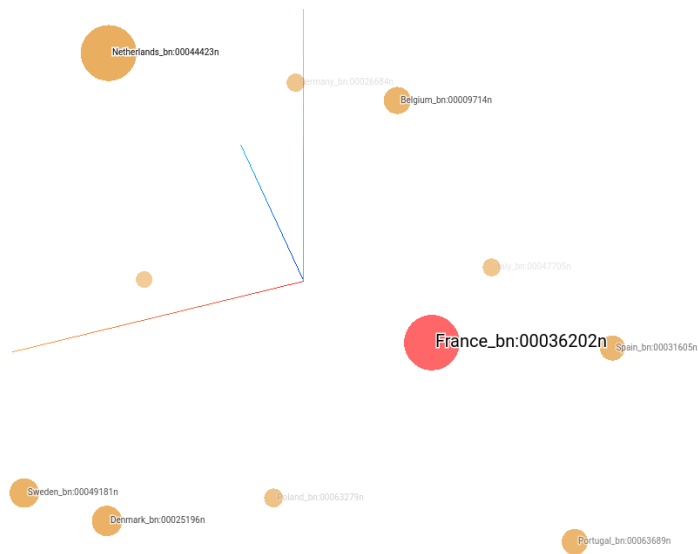 Netherlands_bn:00044423n
Germany_bn:00026684n
Belgium_bn:00009714n
Italy_bn:00047705n
France_bn:00036202n
Spain_bn:00031605n
Sweden_bn:00049181n
Poland_bn:00063279n
Denmark_bn:00025196n
Portugal_bn:00063689n